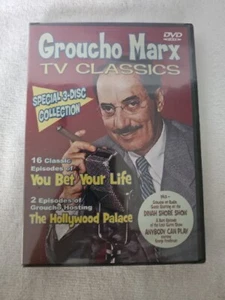 DVD
Groucho Marx
TV CLASSICS
SPECIAL 3-DISC
COLLECTION
16 Classic
Episodes of
You Bet Your Life
2 Episodes of
Groucho Hosting
The Hollywood Palace
PLUS
DINAH SHORE SHOW
ANYBODY CAN PLAY